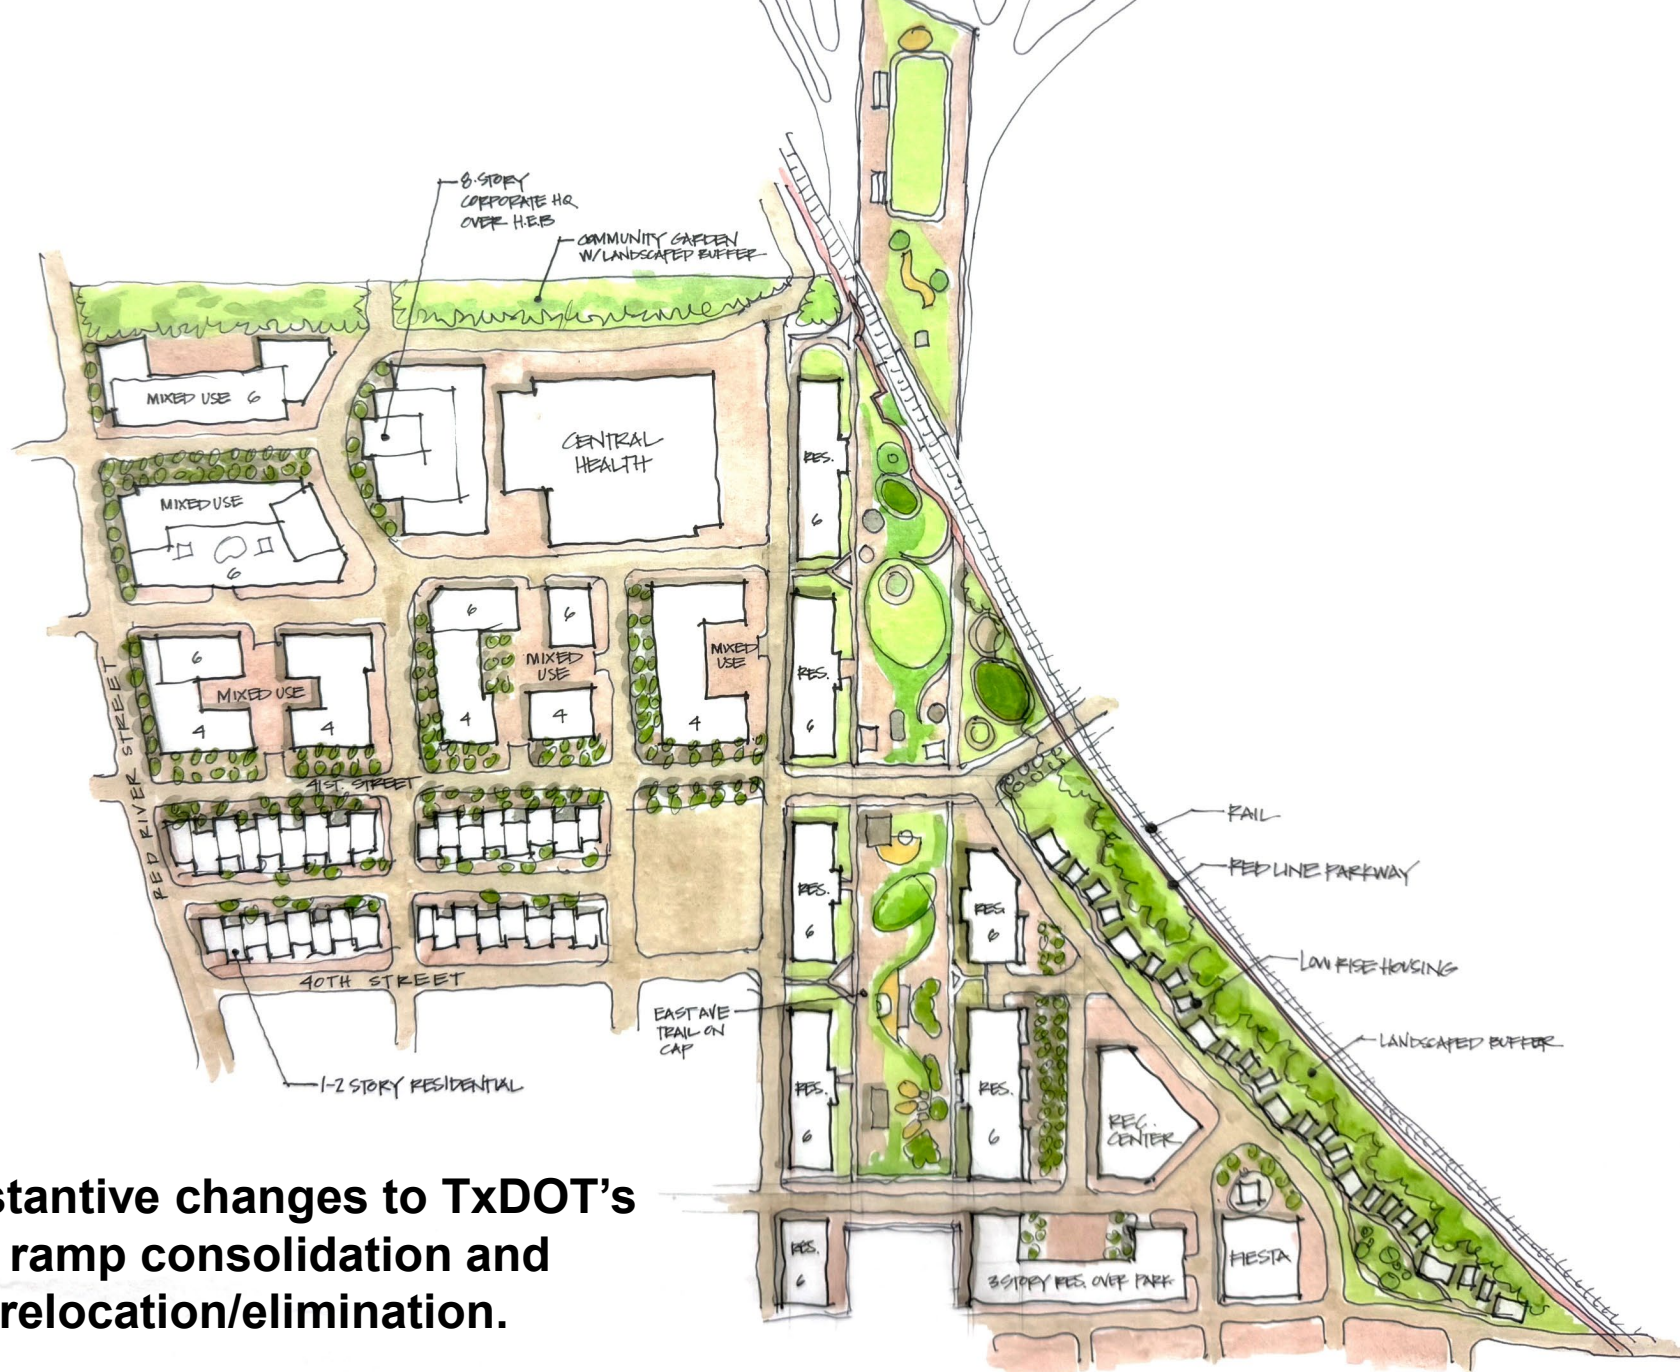 8-STORY
CORPORATE HQ
OVER H.E.B
COMMUNITY GARDEN
W/ LANDSCAPED BUFFER
MIXED USE 6
CENTRAL
HEALTH
RES.
6
MIXED USE
6
6
6
MIXED
USE
MIXED
USE
RES.
6
6
MIXED USE
4
4
4
4
4
RED RIVER STREET
41ST. STREET
RAIL
RED LINE PARKWAY
RES.
6
RES
6
LOW RISE HOUSING
40TH STREET
EAST AVE
TRAIL ON
CAP
LANDSCAPED BUFFER
1-2 STORY RESIDENTIAL
RES.
6
RES.
6
REC.
CENTER
stantive changes to TxDOT’s
ramp consolidation and
relocation/elimination.
RES.
6
3 STORY RES. OVER PARK
FIESTA